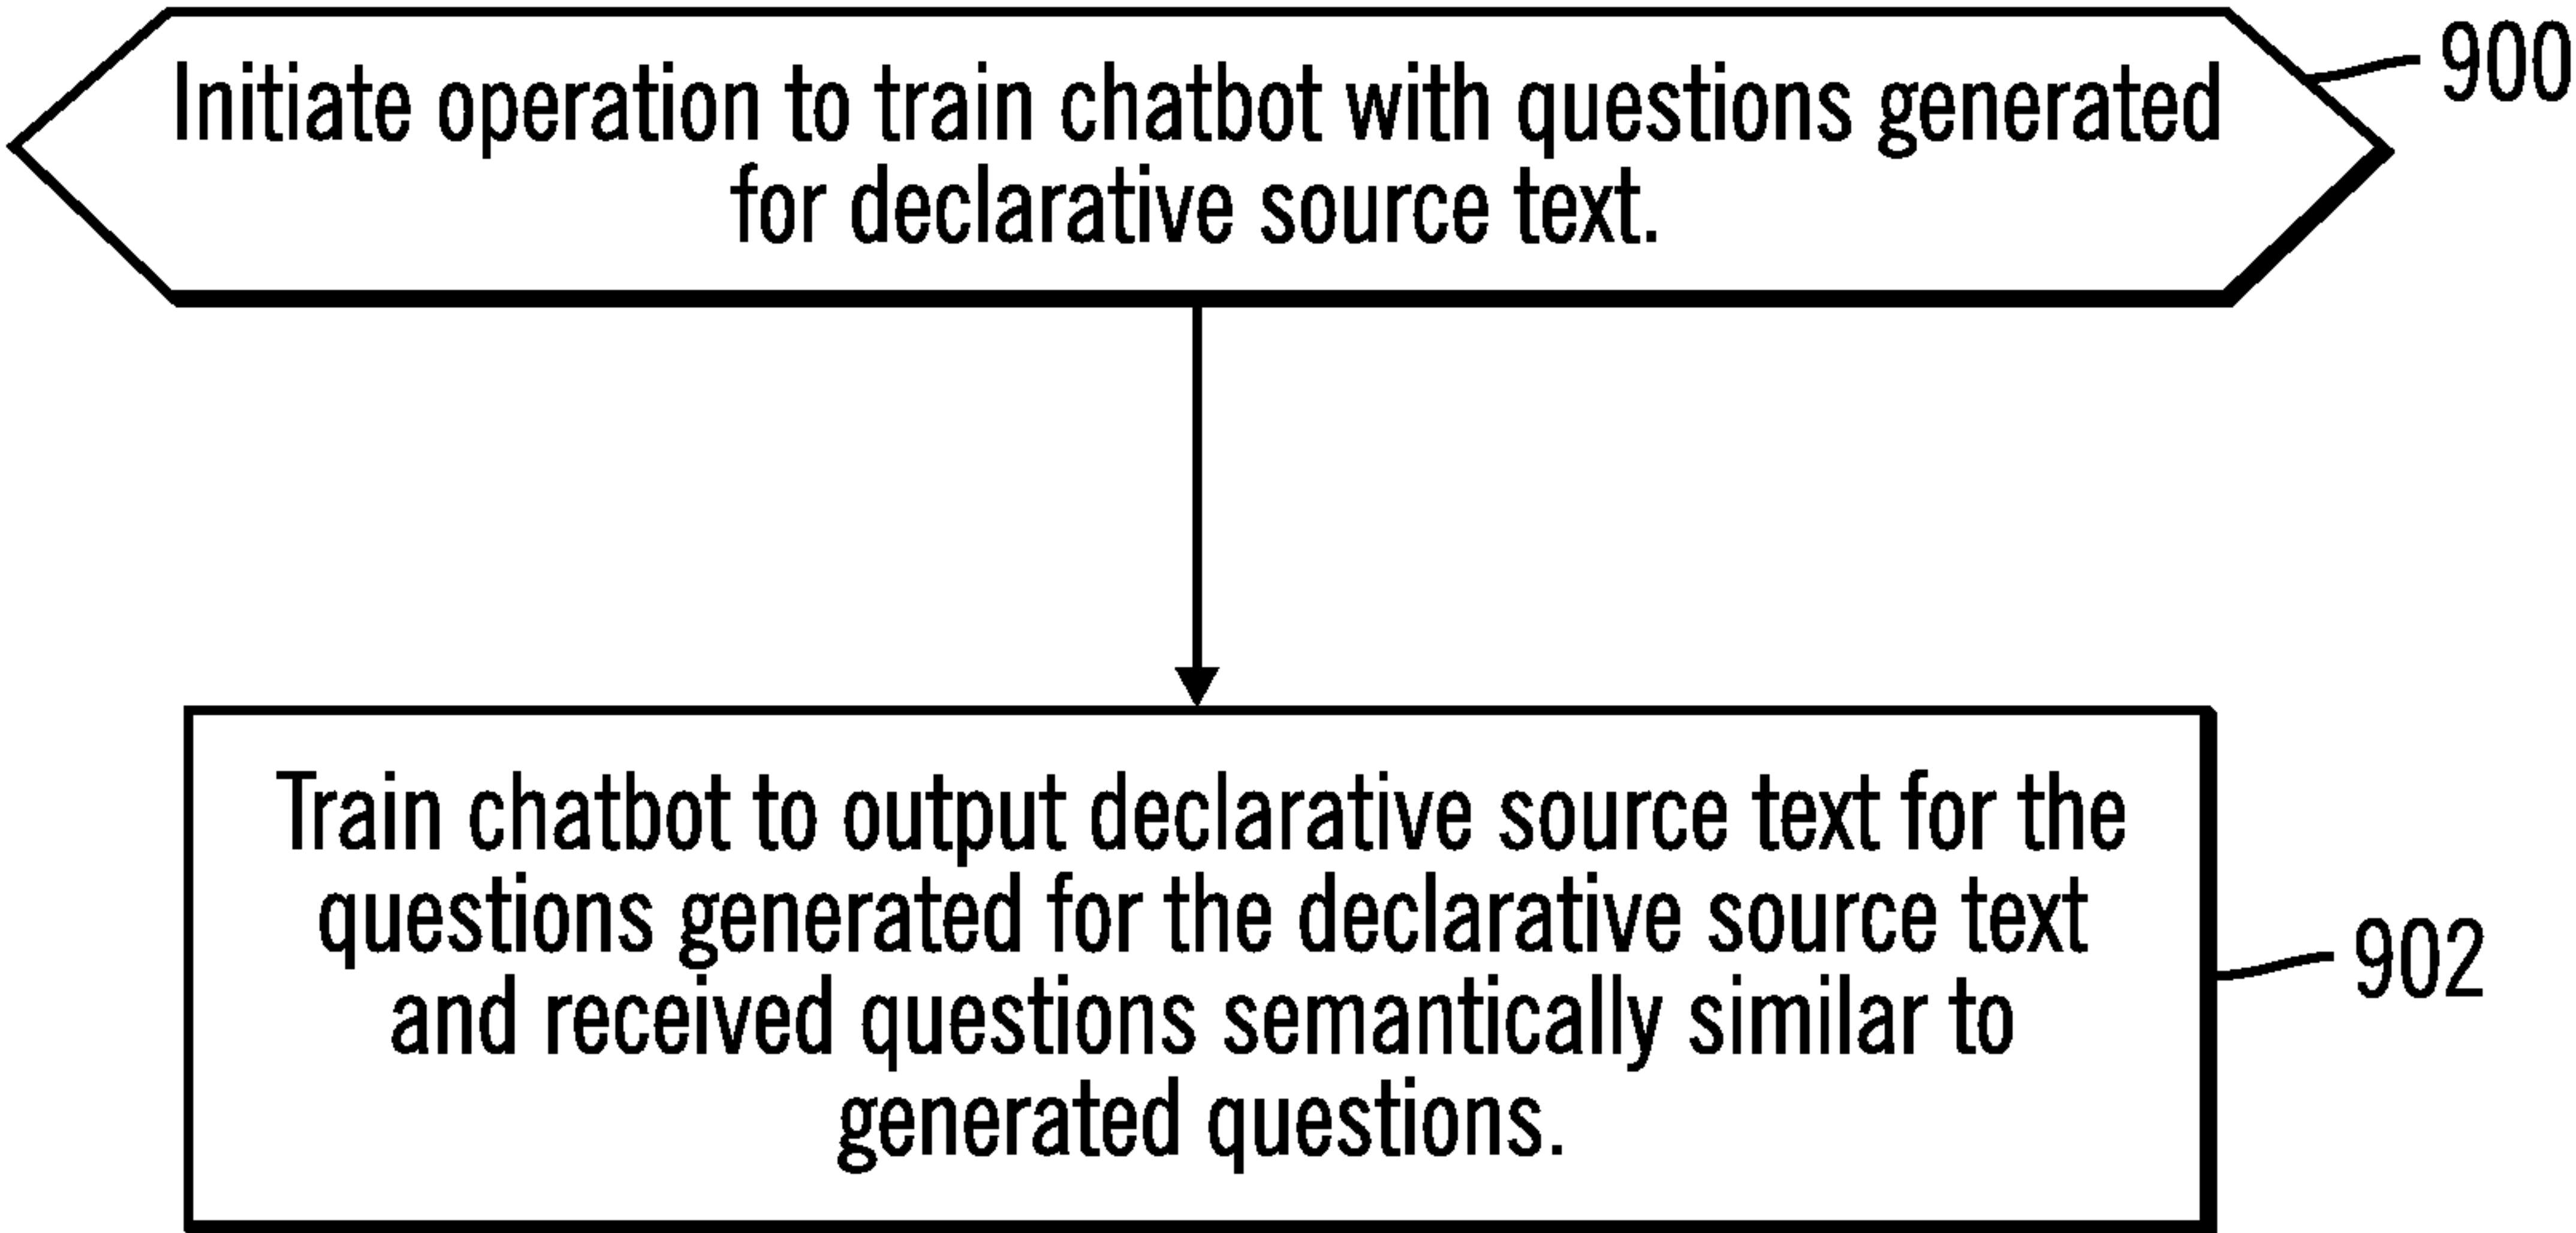 Initiate operation to train chatbot with questions generated
for declarative source text.
900
Train chatbot to output declarative source text for the
questions generated for the declarative source text
and received questions semantically similar to
generated questions.
902